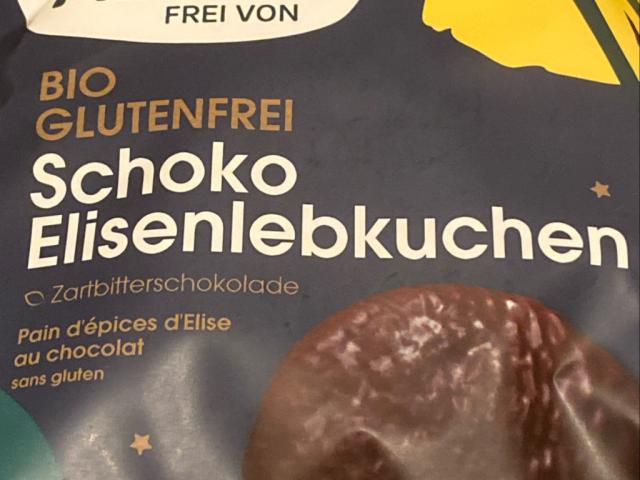 FREI VON
BIO
GLUTENFREI
Schoko
Elisenlebkuchen
Zartbitterschokolade
Pain d'épices d'Elise
au chocolat
sans gluten